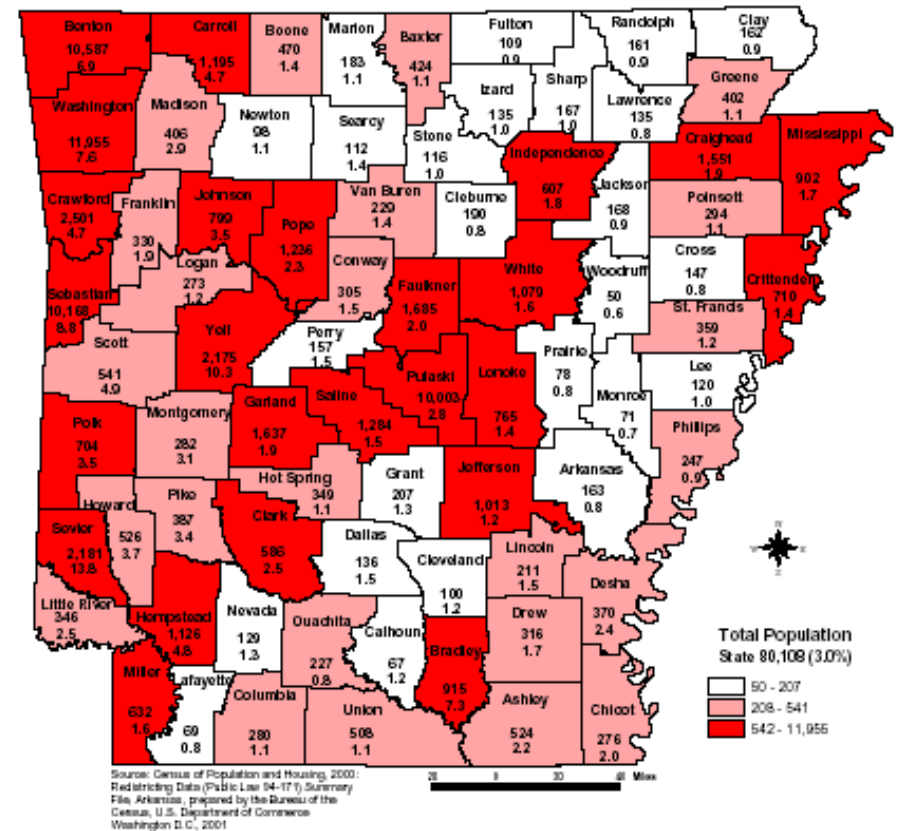 Benton
10,587
6.9
Carroll
1,195
4.7
Boone
470
1.4
Marion
183
1.1
Baxter
424
1.1
Fulton
109
0.9
Randolph
161
0.9
Clay
162
0.9
Washington
11,955
7.6
Madison
406
2.9
Newton
98
1.1
Searcy
112
1.4
Stone
116
1.0
Izard
135
1.0
Sharp
167
1.0
Lawrence
135
0.8
Greene
402
1.1
Craighead
1,551
1.9
Mississippi
902
1.7
Independence
607
1.8
Crawford
2,501
4.7
Franklin
330
1.9
Johnson
799
3.5
Pope
1,236
2.3
Van Buren
229
1.4
Cleburne
190
0.8
Jackson
168
0.9
Poinsett
294
1.1
Logan
273
1.2
Conway
305
1.5
Faulkner
1,685
2.0
White
1,079
1.6
Woodruff
50
0.6
Cross
147
0.8
Crittenden
710
1.4
Sebastian
10,168
8.8
Scott
541
4.9
Yell
2,175
10.3
Perry
157
1.5
St. Francis
359
1.2
Pulaski
10,003
2.8
Lonoke
765
1.4
Prairie
78
0.8
Monroe
71
0.7
Lee
120
1.0
Polk
704
3.5
Montgomery
282
3.1
Garland
1,637
1.9
Saline
1,284
1.5
Phillips
247
0.9
Hot Spring
349
1.1
Grant
207
1.3
Jefferson
1,013
1.2
Arkansas
163
0.8
Howard
526
3.7
Pike
387
3.4
Clark
586
2.5
Dallas
136
1.5
Cleveland
100
1.2
Lincoln
211
1.5
Desha
370
2.4
Sevier
2,181
13.8
Little River
346
2.5
Hempstead
1,126
4.8
Nevada
129
1.3
Ouachita
227
0.8
Calhoun
67
1.2
Bradley
915
7.3
Drew
316
1.7
Miller
632
1.6
Lafayette
69
0.8
Columbia
280
1.1
Union
508
1.1
Ashley
524
2.2
Chicot
276
2.0
Total Population
State 80,108 (3.0%)
50 - 207
208 - 541
542 - 11,955
Source: Census of Population and Housing, 2000:
Redistricting Data (Public Law 94-171) Summary
File, Arkansas, prepared by the Bureau of the
Census, U.S. Department of Commerce
Washington D.C., 2001
20 0 20 40 Miles